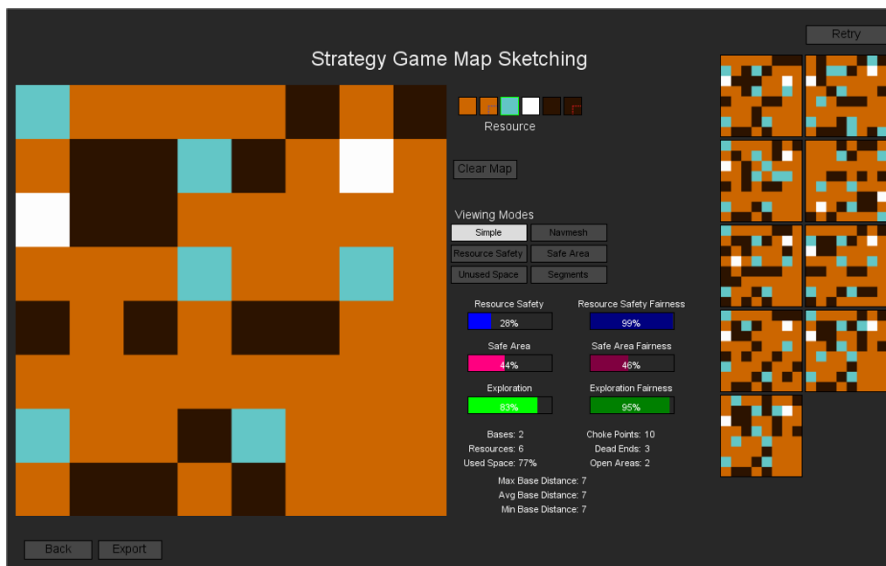 Retry
Strategy Game Map Sketching
Resource
Clear Map
Viewing Modes
Simple
Navmesh
Resource Safety
Safe Area
Unused Space
Segments
Resource Safety
Resource Safety Fairness
28%
99%
Safe Area
Safe Area Fairness
44%
46%
Exploration
Exploration Fairness
83%
95%
Bases: 2
Choke Points: 10
Resources: 6
Dead Ends: 3
Used Space: 77%
Open Areas: 2
Max Base Distance: 7
Avg Base Distance: 7
Min Base Distance: 7
Back
Export